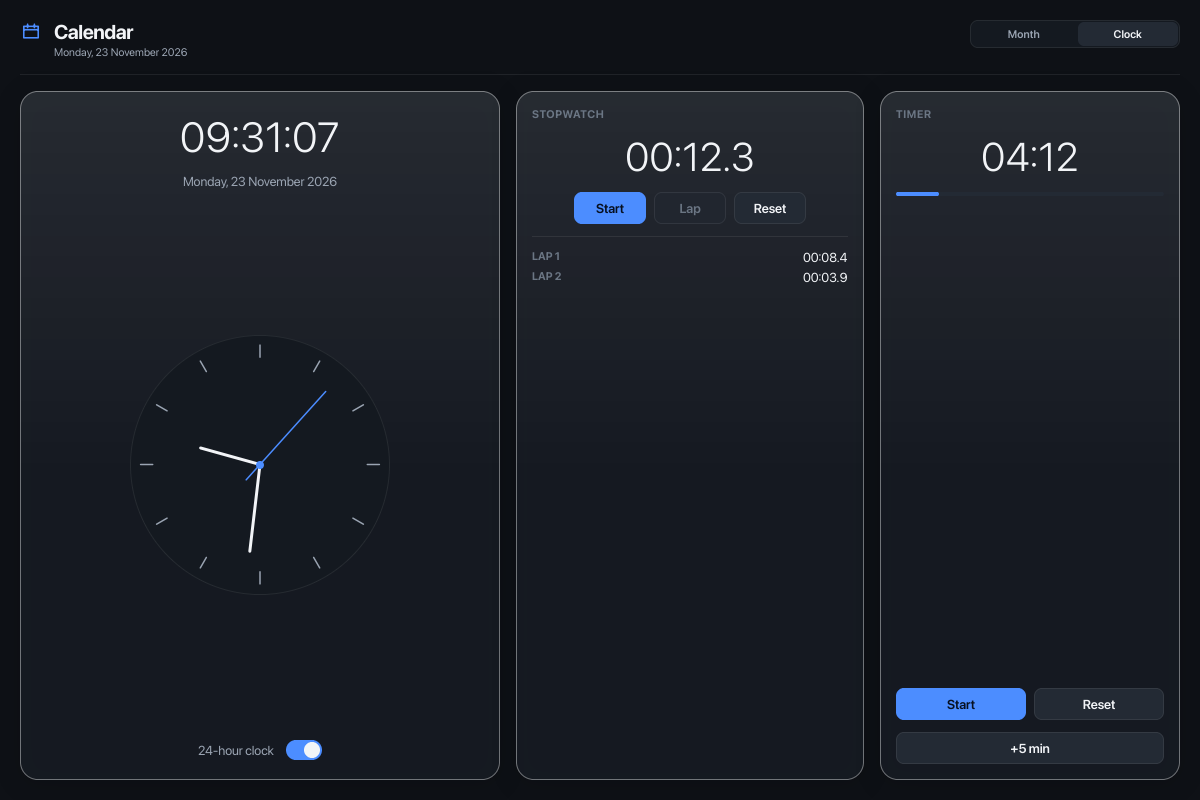 Calendar
Monday, 23 November 2026
Month
Clock
09:31:07
Monday, 23 November 2026
24-hour clock
STOPWATCH
00:12.3
Start
Lap
Reset
LAP 1 00:08.4
LAP 2 00:03.9
TIMER
04:12
Start
Reset
+5 min